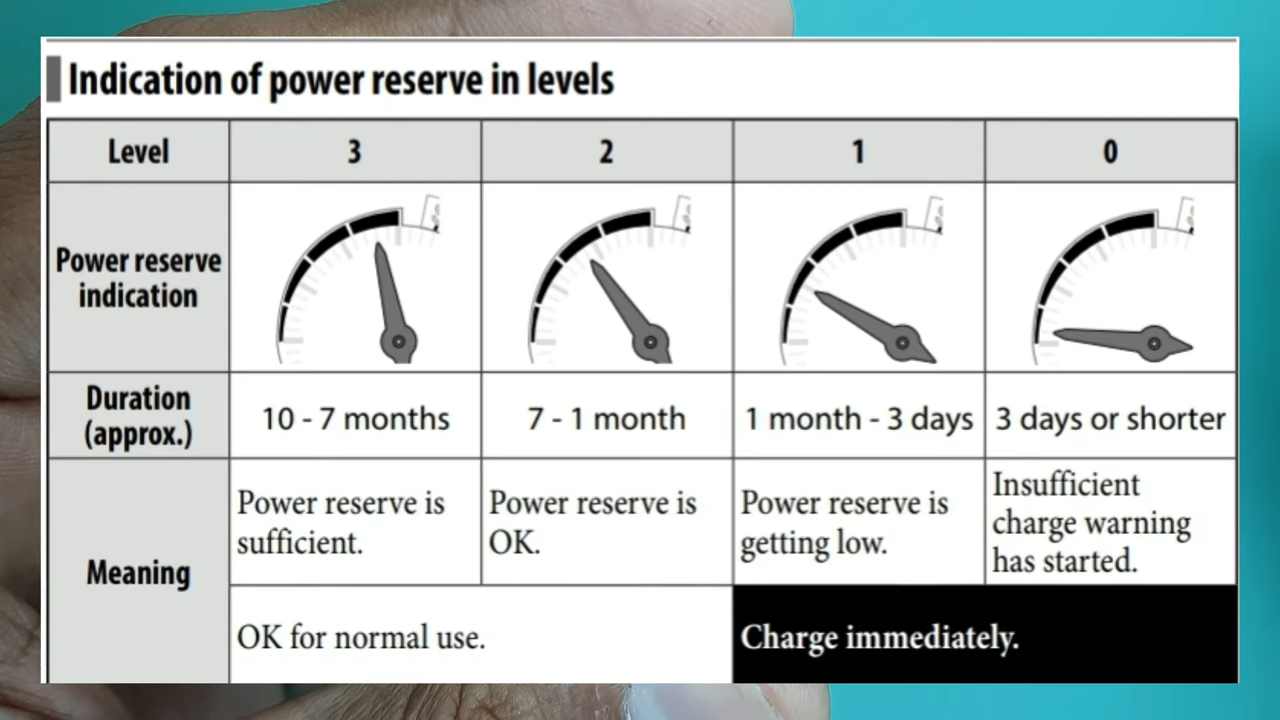 Indication of power reserve in levels
Level 3 2 1 0
Power reserve
indication
Duration
(approx.)
10 - 7 months 7 - 1 month 1 month - 3 days 3 days or shorter
Meaning
Power reserve is
sufficient.
Power reserve is
OK.
Power reserve is
getting low.
Insufficient
charge warning
has started.
OK for normal use.
Charge immediately.